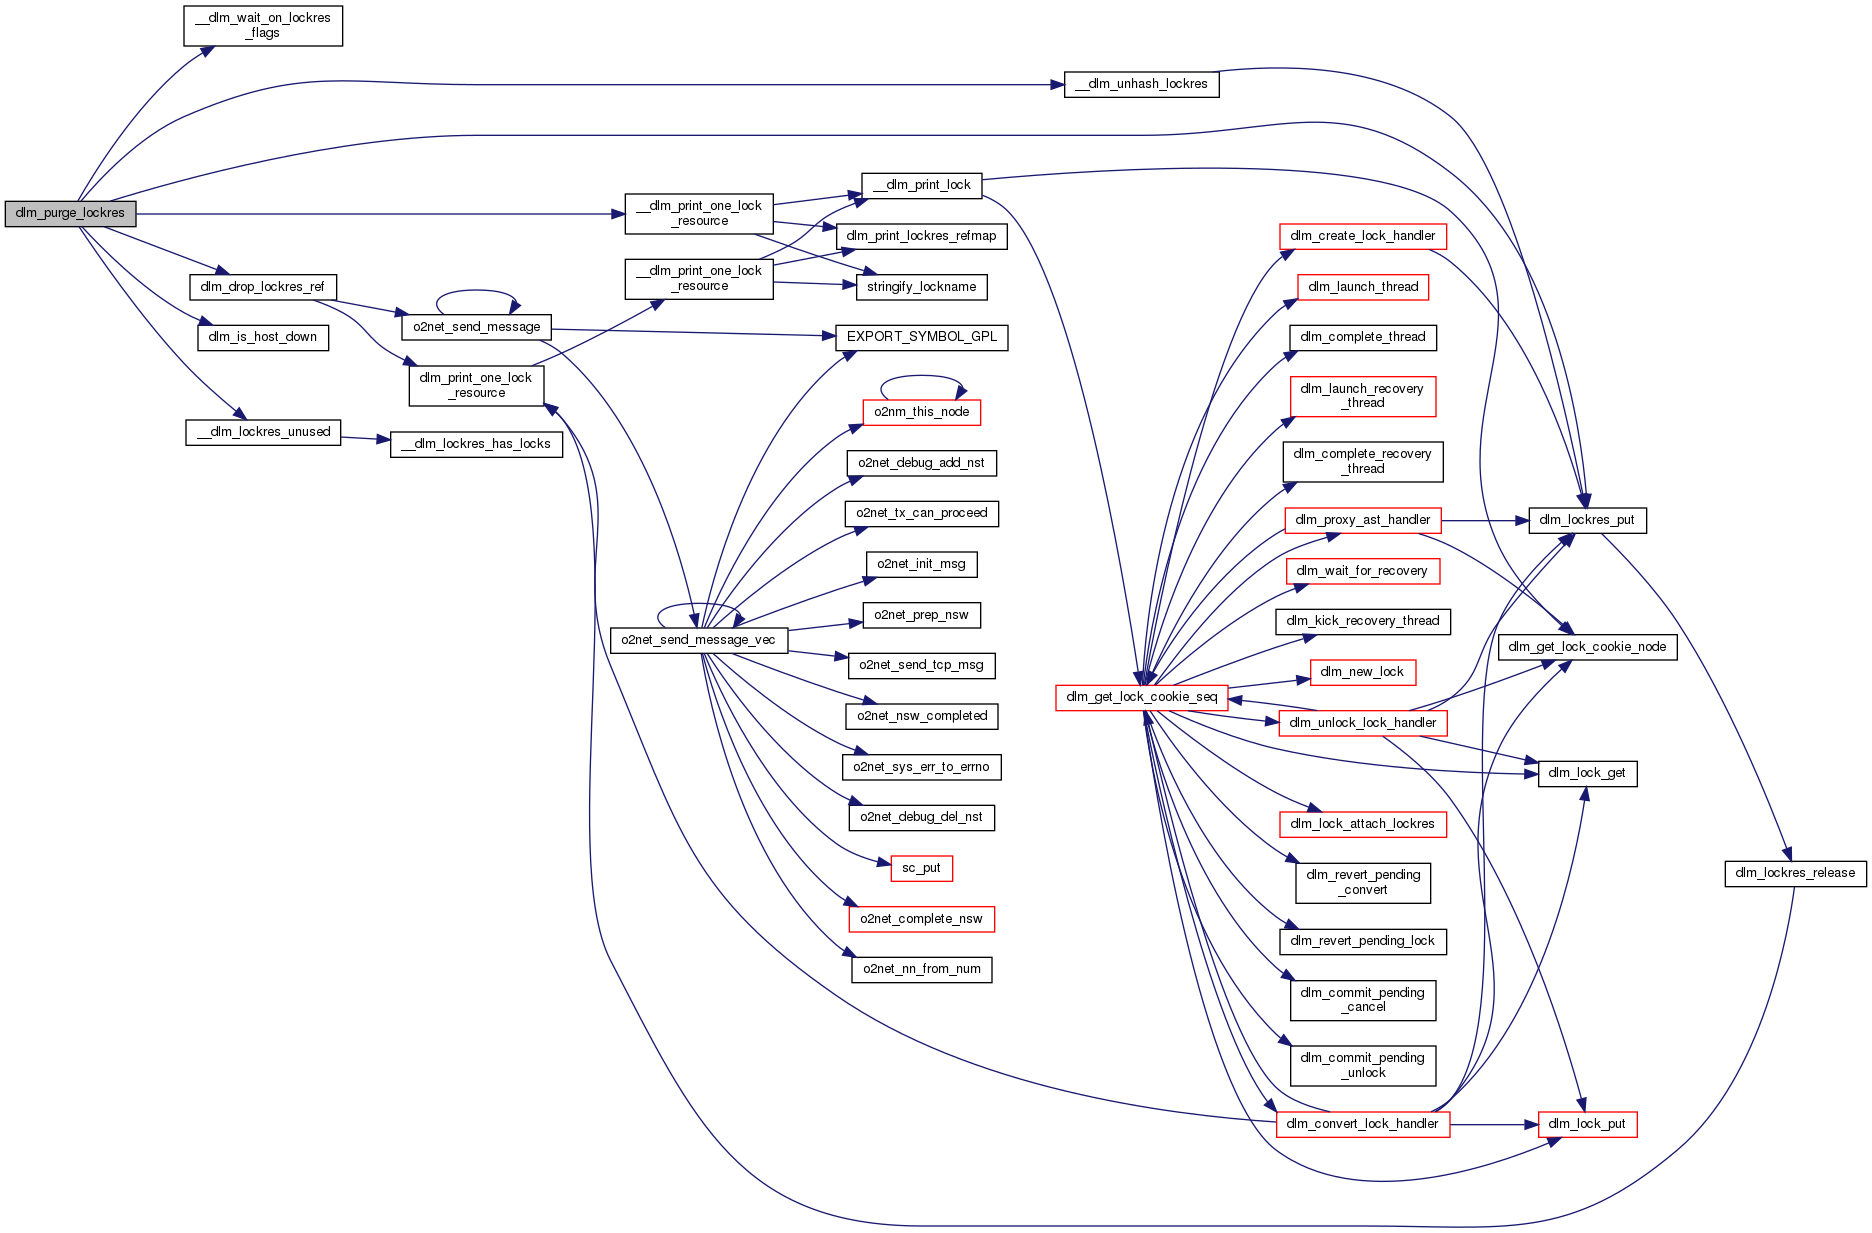 __dlm_wait_on_lockres
_flags
__dlm_unhash_lockres
dlm_purge_lockres
__dlm_print_one_lock
_resource
__dlm_print_lock
dlm_print_lockres_refmap
stringify_lockname
__dlm_print_one_lock
_resource
dlm_drop_lockres_ref
dlm_is_host_down
o2net_send_message
EXPORT_SYMBOL_GPL
dlm_print_one_lock
_resource
__dlm_lockres_unused
__dlm_lockres_has_locks
o2nm_this_node
o2net_debug_add_nst
o2net_tx_can_proceed
o2net_init_msg
o2net_prep_nsw
o2net_send_message_vec
o2net_send_tcp_msg
o2net_nsw_completed
o2net_sys_err_to_errno
o2net_debug_del_nst
sc_put
o2net_complete_nsw
o2net_nn_from_num
dlm_get_lock_cookie_seq
dlm_create_lock_handler
dlm_launch_thread
dlm_complete_thread
dlm_launch_recovery
_thread
dlm_complete_recovery
_thread
dlm_proxy_ast_handler
dlm_wait_for_recovery
dlm_kick_recovery_thread
dlm_new_lock
dlm_unlock_lock_handler
dlm_lock_attach_lockres
dlm_revert_pending
_convert
dlm_revert_pending_lock
dlm_commit_pending
_cancel
dlm_commit_pending
_unlock
dlm_convert_lock_handler
dlm_lockres_put
dlm_get_lock_cookie_node
dlm_lock_get
dlm_lock_put
dlm_lockres_release